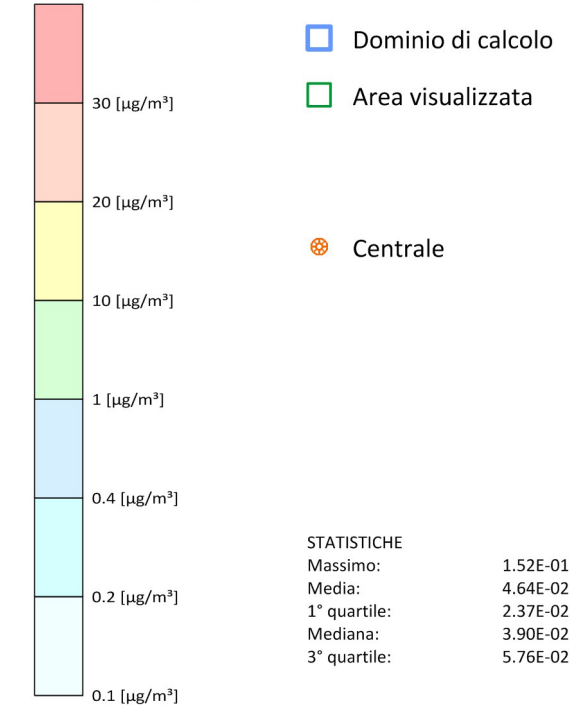 30 [µg/m³]
20 [µg/m³]
10 [µg/m³]
1 [µg/m³]
0.4 [µg/m³]
0.2 [µg/m³]
0.1 [µg/m³]
Dominio di calcolo
Area visualizzata
Centrale
STATISTICHE
Massimo: 1.52E-01
Media: 4.64E-02
1° quartile: 2.37E-02
Mediana: 3.90E-02
3° quartile: 5.76E-02